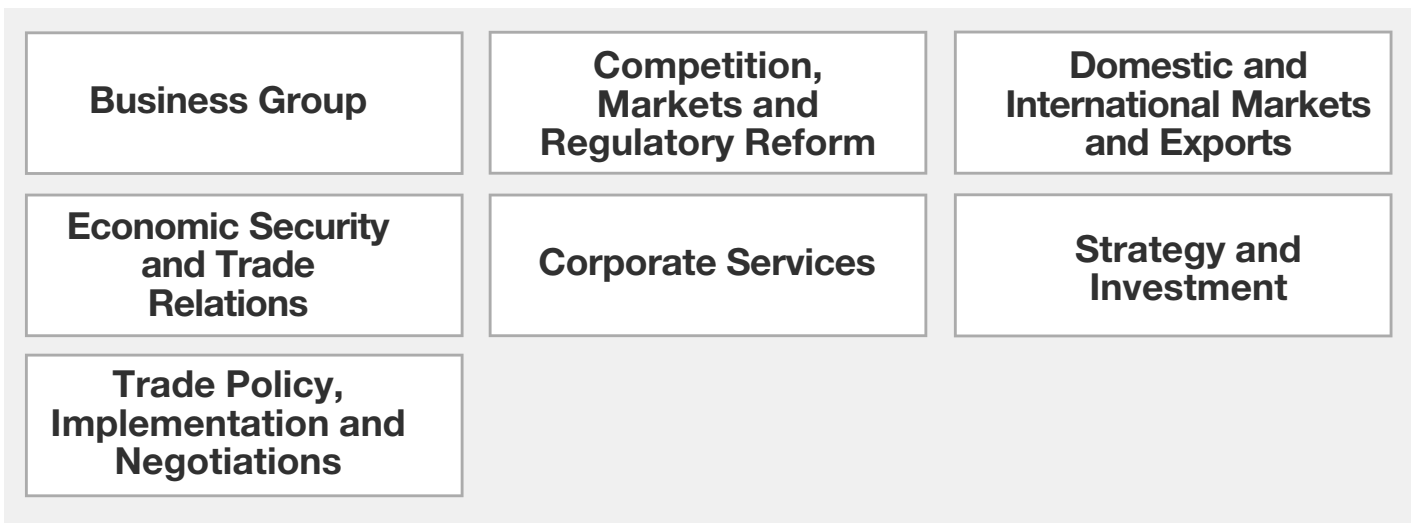 Business Group
Competition,
Markets and
Regulatory Reform
Domestic and
International Markets
and Exports
Economic Security
and Trade
Relations
Corporate Services
Strategy and
Investment
Trade Policy,
Implementation and
Negotiations